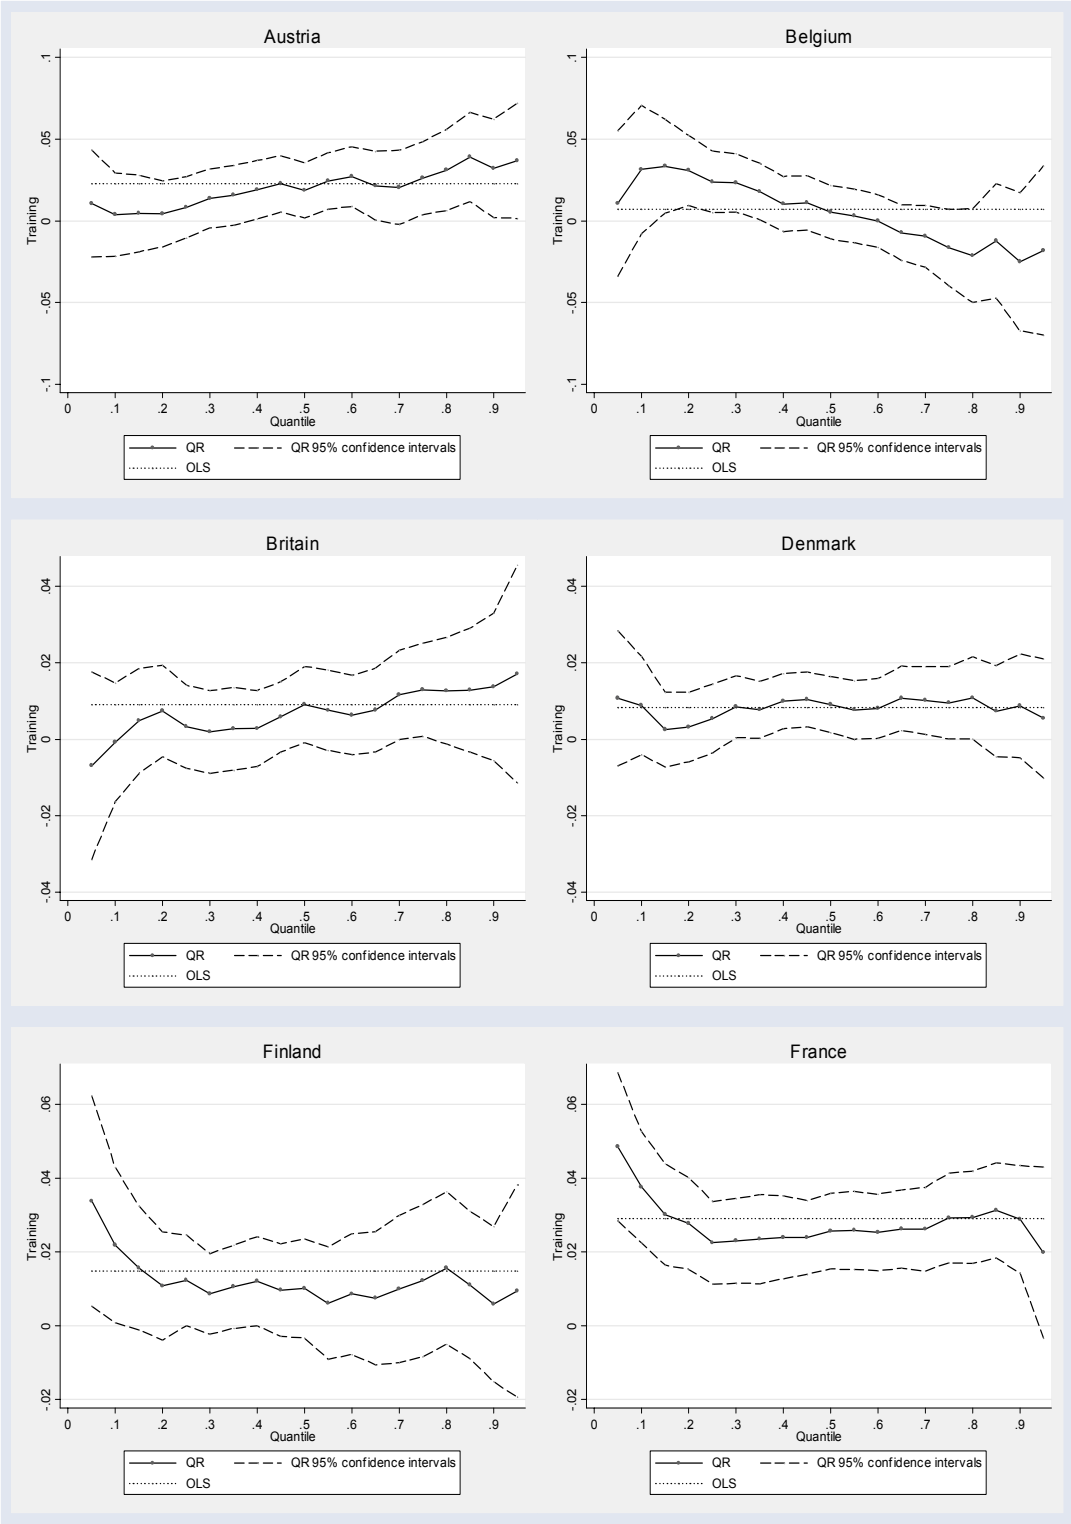 Austria
Training
.1
.05
0
-.05
-.1
0 .1 .2 .3 .4 .5 .6 .7 .8 .9
Quantile
QR QR 95% confidence intervals
OLS
Belgium
Training
.1
.05
0
-.05
-.1
0 .1 .2 .3 .4 .5 .6 .7 .8 .9
Quantile
QR QR 95% confidence intervals
OLS
Britain
Training
.04
.02
0
-.02
-.04
0 .1 .2 .3 .4 .5 .6 .7 .8 .9
Quantile
QR QR 95% confidence intervals
OLS
Denmark
Training
.04
.02
0
-.02
-.04
0 .1 .2 .3 .4 .5 .6 .7 .8 .9
Quantile
QR QR 95% confidence intervals
OLS
Finland
Training
.06
.04
.02
0
-.02
0 .1 .2 .3 .4 .5 .6 .7 .8 .9
Quantile
QR QR 95% confidence intervals
OLS
France
Training
.06
.04
.02
0
-.02
0 .1 .2 .3 .4 .5 .6 .7 .8 .9
Quantile
QR QR 95% confidence intervals
OLS